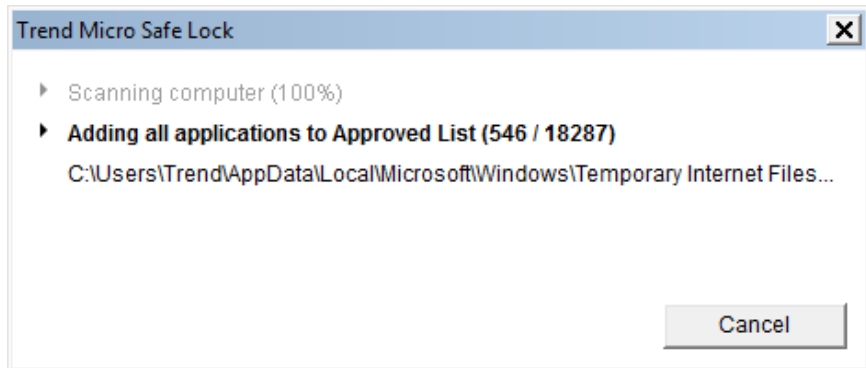 Trend Micro Safe Lock
Scanning computer (100%)
Adding all applications to Approved List (546 / 18287)
C:\Users\Trend\AppData\Local\Microsoft\Windows\Temporary Internet Files...
Cancel